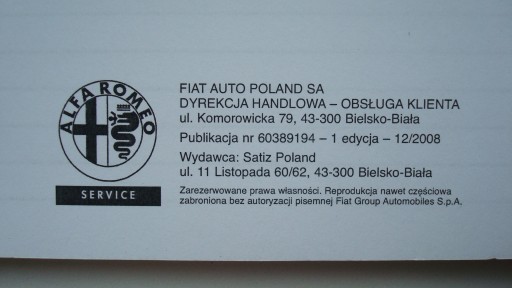 ALFA ROMEO
SERVICE
FIAT AUTO POLAND SA
DYREKCJA HANDLOWA – OBSŁUGA KLIENTA
ul. Komorowicka 79, 43-300 Bielsko-Biała
Publikacja nr 60389194 – 1 edycja – 12/2008
Wydawca: Satiz Poland
ul. 11 Listopada 60/62, 43-300 Bielsko-Biała
Zarezerwowane prawa własności. Reprodukcja nawet częściowa
zabroniona bez autoryzacji pisemnej Fiat Group Automobiles S.p.A.